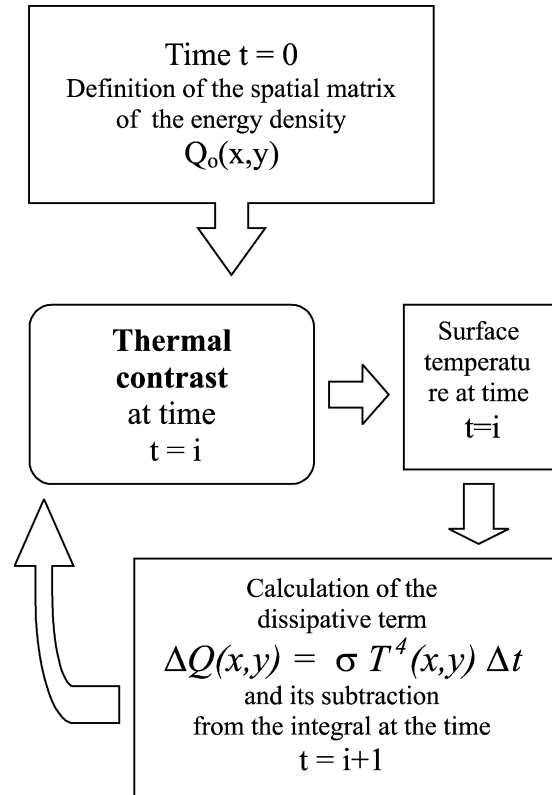 Time t = 0
Definition of the spatial matrix
of the energy density
Qₒ(x,y)
Thermal
contrast
at time
t = i
Surface
temperatu
re at time
t=i
Calculation of the
dissipative term
ΔQ(x,y) = σ T⁴(x,y) Δt
and its subtraction
from the integral at the time
t = i+1